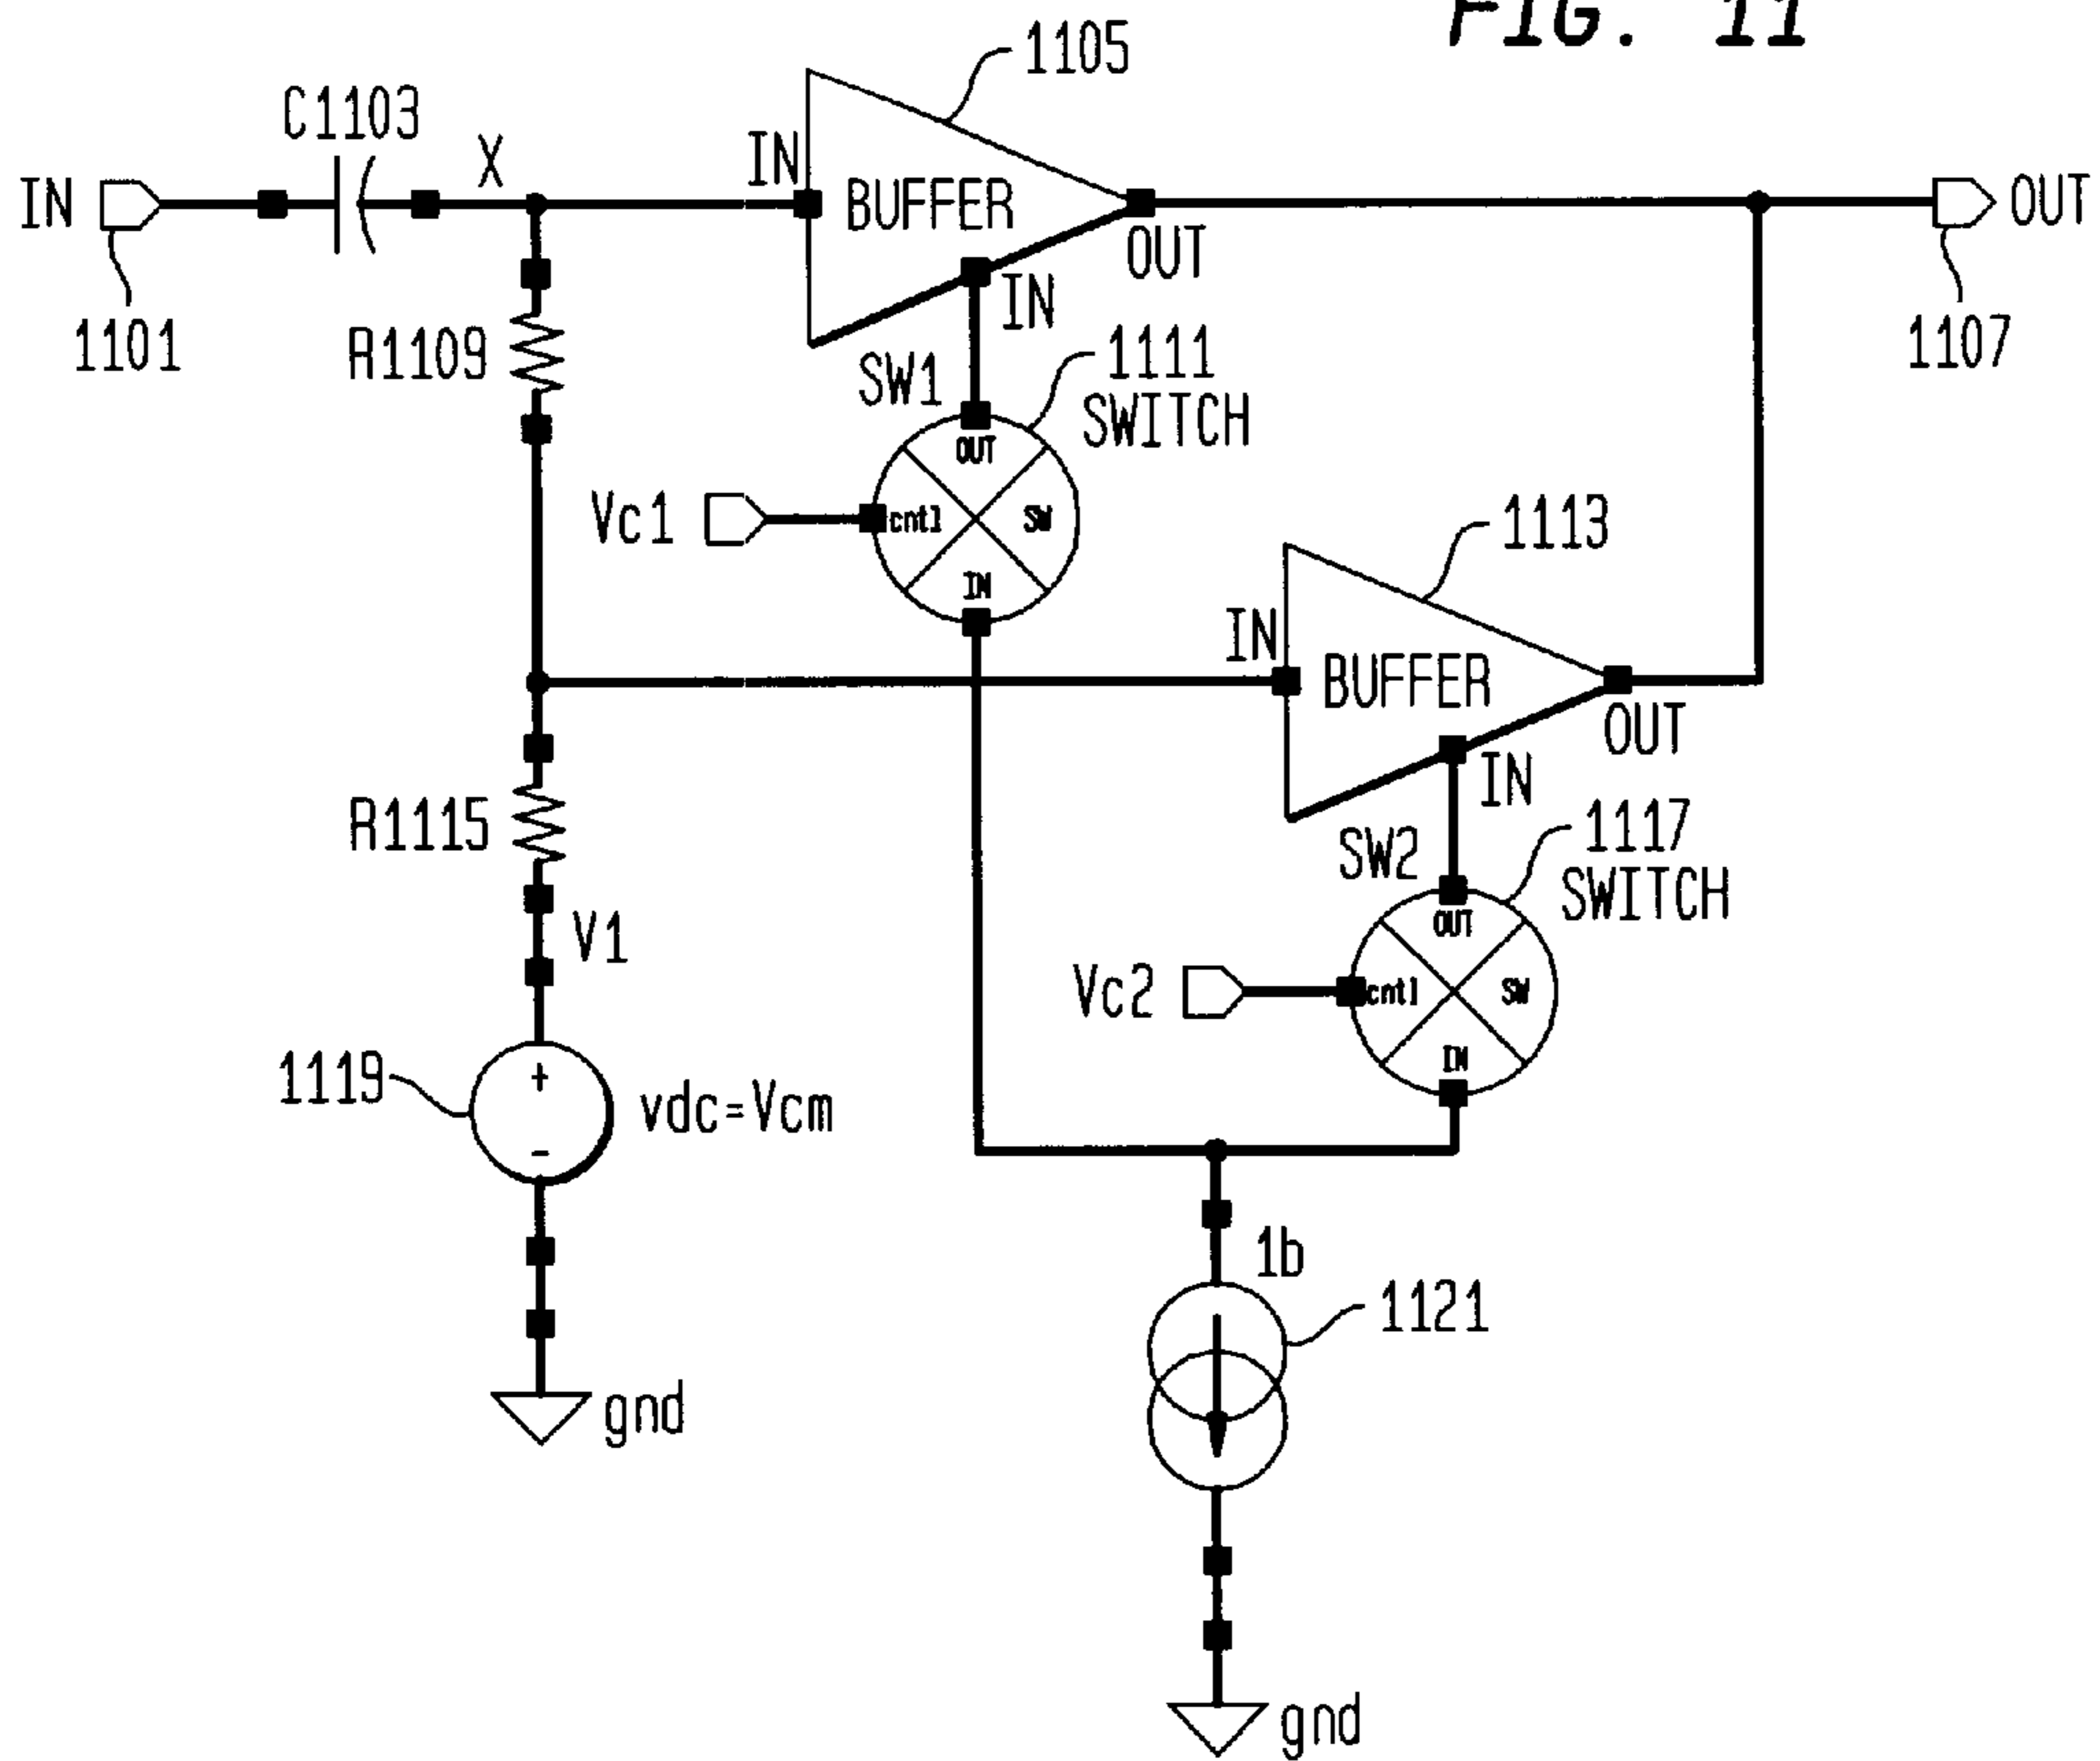 FIG. 11
1105
C1103
X
IN
IN
BUFFER
OUT
OUT
IN
1101
1107
R1109
SW1
1111
SWITCH
OUT
Vc1
cntl
SW
IN
1113
IN
BUFFER
OUT
IN
R1115
SW2
1117
SWITCH
OUT
V1
Vc2
cntl
SW
IN
1119
+
-
vdc=Vcm
1b
1121
gnd
gnd